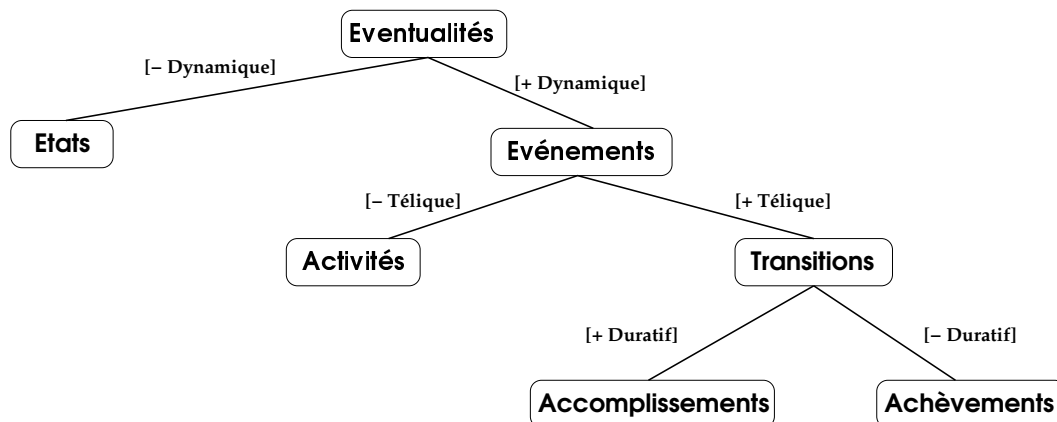 Eventualités
[− Dynamique]
[+ Dynamique]
Etats
Evénements
[− Télique]
[+ Télique]
Activités
Transitions
[+ Duratif]
[− Duratif]
Accomplissements
Achèvements